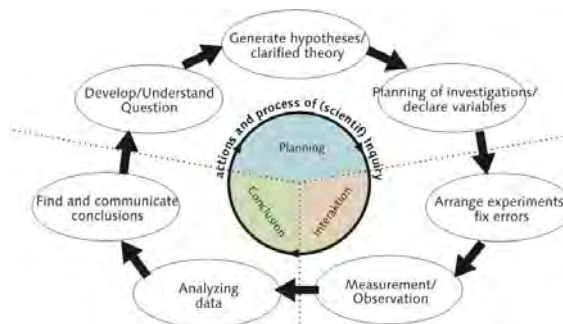 Generate hypotheses/
clarified theory
Develop/Understand
Question
Planning of investigations/
declare variables
actions and process of (scientif) Inquiry
Planning
Conclusion
Interaktion
Find and communicate
conclusions
Arrange experiments
fix errors
Analyzing
data
Measurement/
Observation